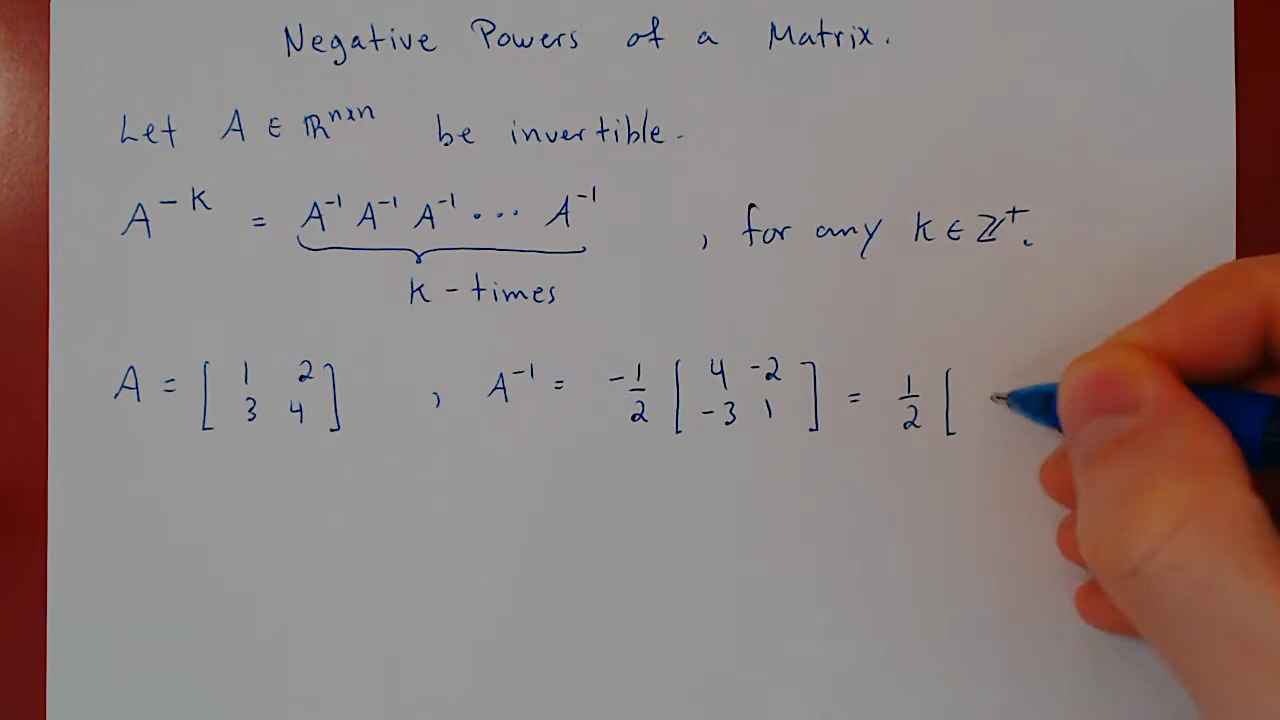 Negative Powers of a Matrix.
Let A ∈ ℝⁿˣⁿ be invertible.
A⁻ᴷ = A⁻¹ A⁻¹ A⁻¹ ... A⁻¹ , for any K ∈ ℤ⁺.
K - times
A = [ 1 2 ; 3 4 ] , A⁻¹ = -1/2 [ 4 -2 ; -3 1 ] = 1/2 [